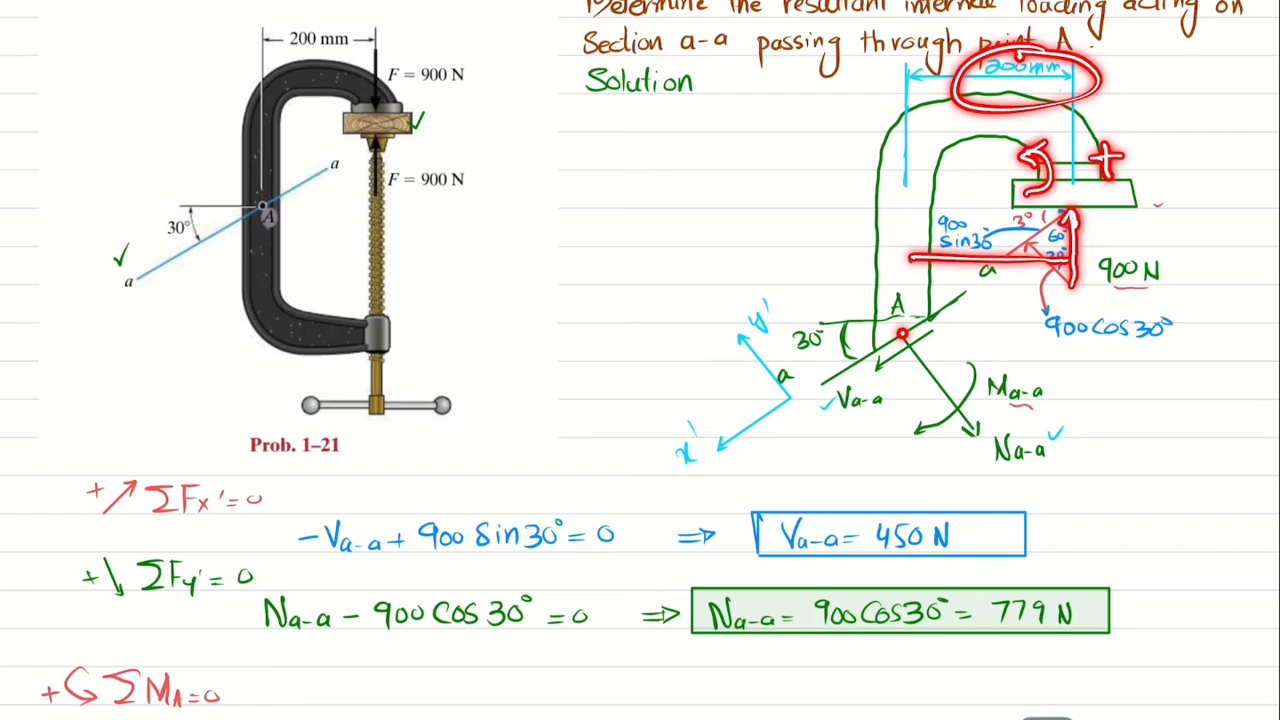 Determine the resultant internal loading acting on
Section a-a passing through point A.
Solution
200 mm
F = 900 N
F = 900 N
a
A
30°
a
Prob. 1–21
200mm
900
sin30°
60°
30°
a
900 N
900 cos 30°
A
30°
y'
a
x'
Va-a
Ma-a
Na-a
+ ΣFx' = 0
-Va-a + 900 Sin 30° = 0 ⇒ Va-a = 450 N
+ ΣFy' = 0
Na-a - 900 Cos 30° = 0 ⇒ Na-a = 900 Cos 30° = 779 N
+ ΣMA = 0